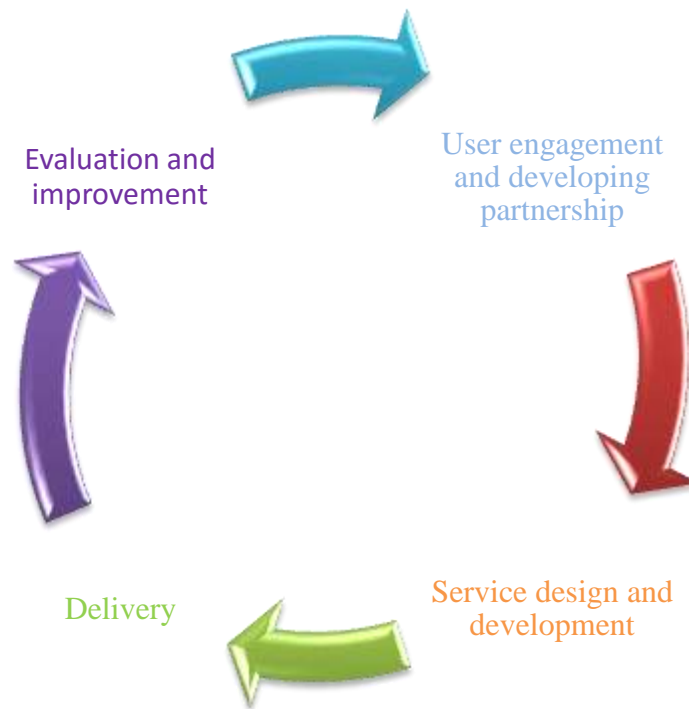 Evaluation and
improvement
User engagement
and developing
partnership
Delivery
Service design and
development